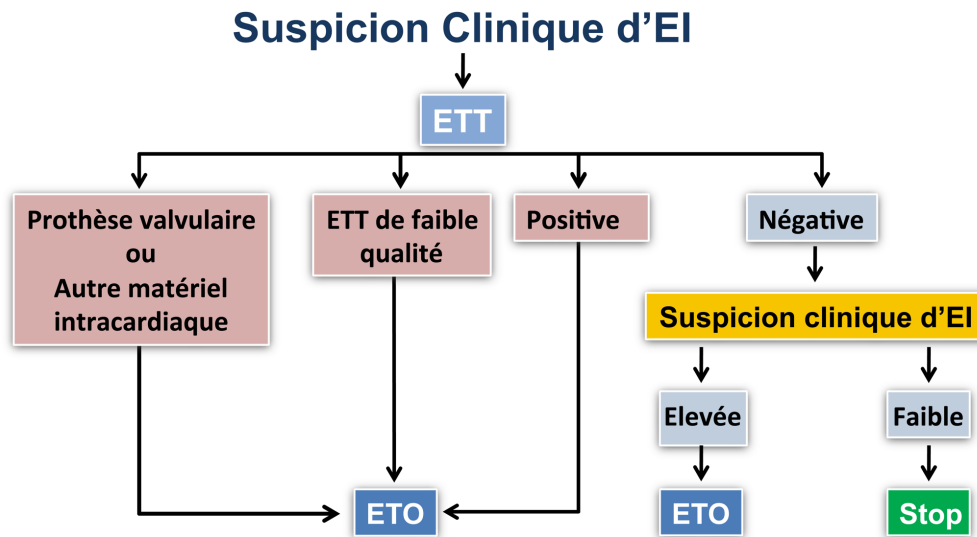 Suspicion Clinique d’EI
ETT
Prothèse valvulaire
ou
Autre matériel
intracardiaque
ETT de faible
qualité
Positive
Négative
Suspicion clinique d’EI
Elevée
Faible
ETO
ETO
Stop